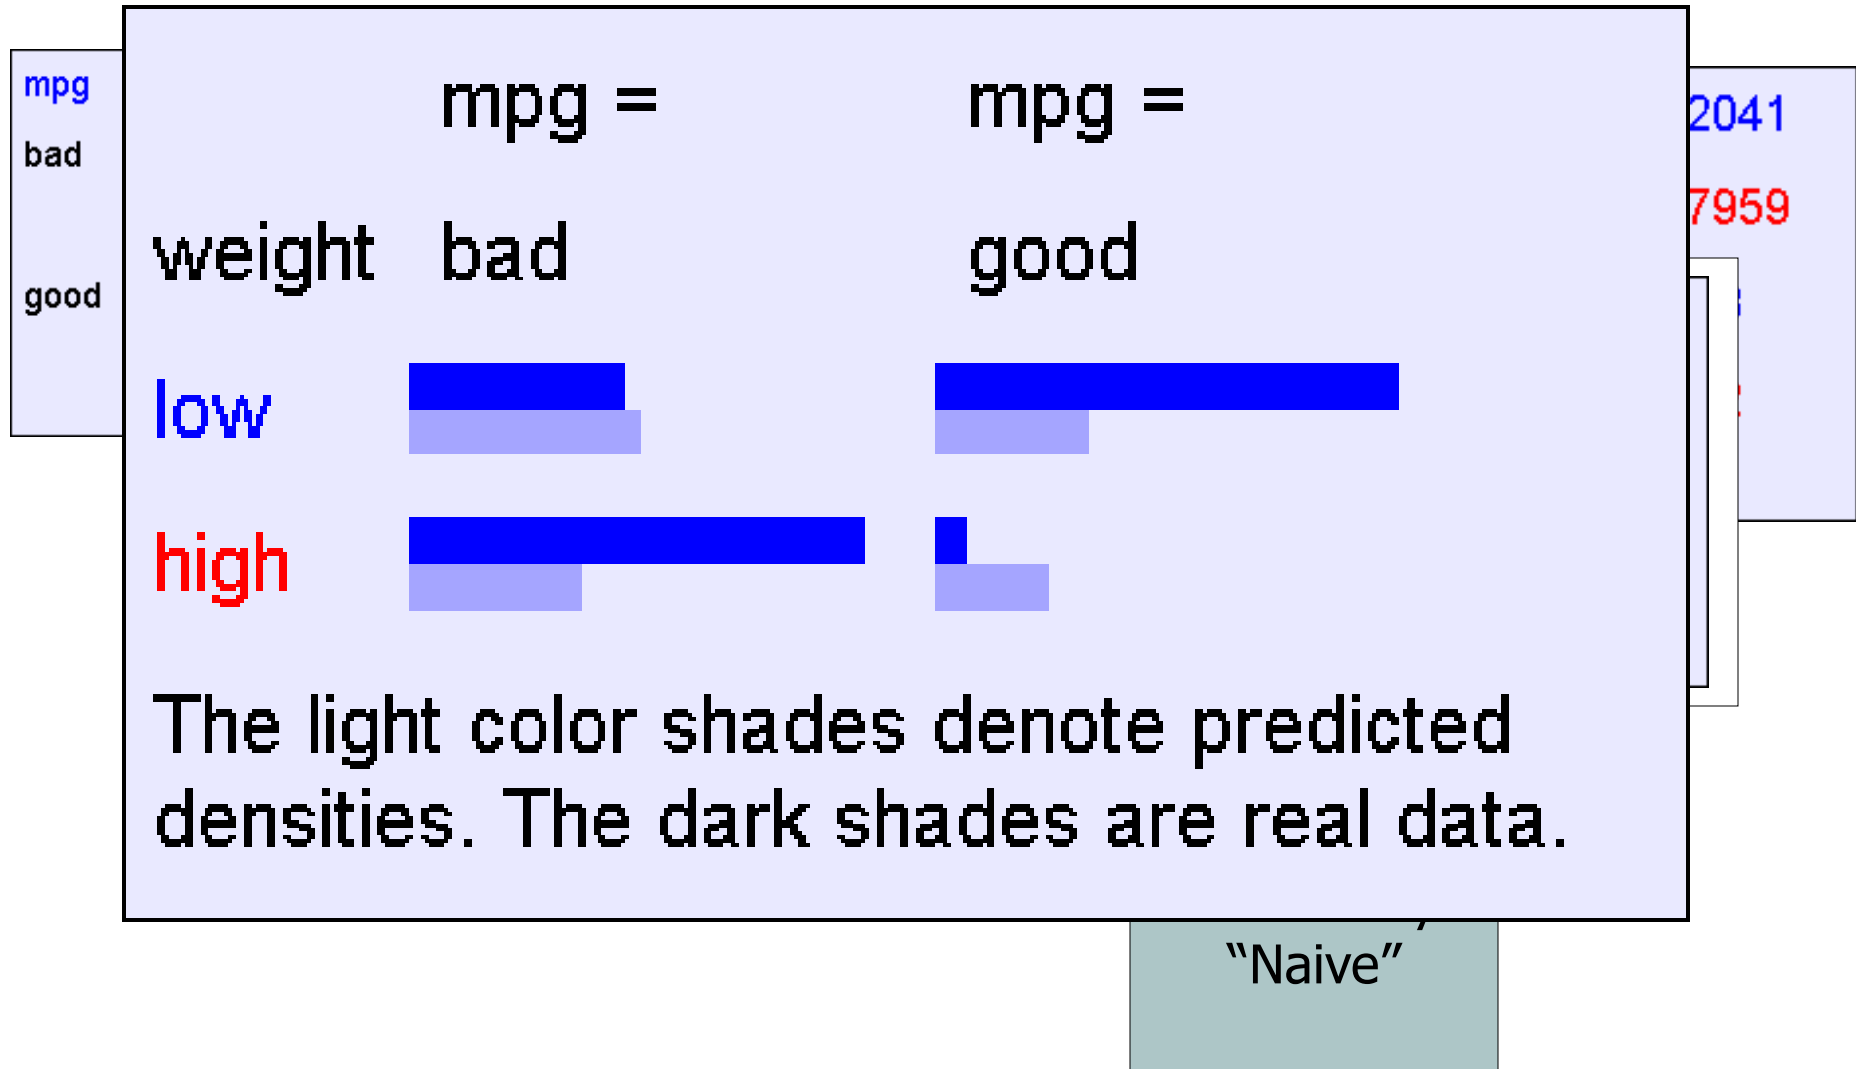 mpg
bad
good
mpg = mpg =
weight bad good
low
high
The light color shades denote predicted
densities. The dark shades are real data.
2041
7959
“Naive”